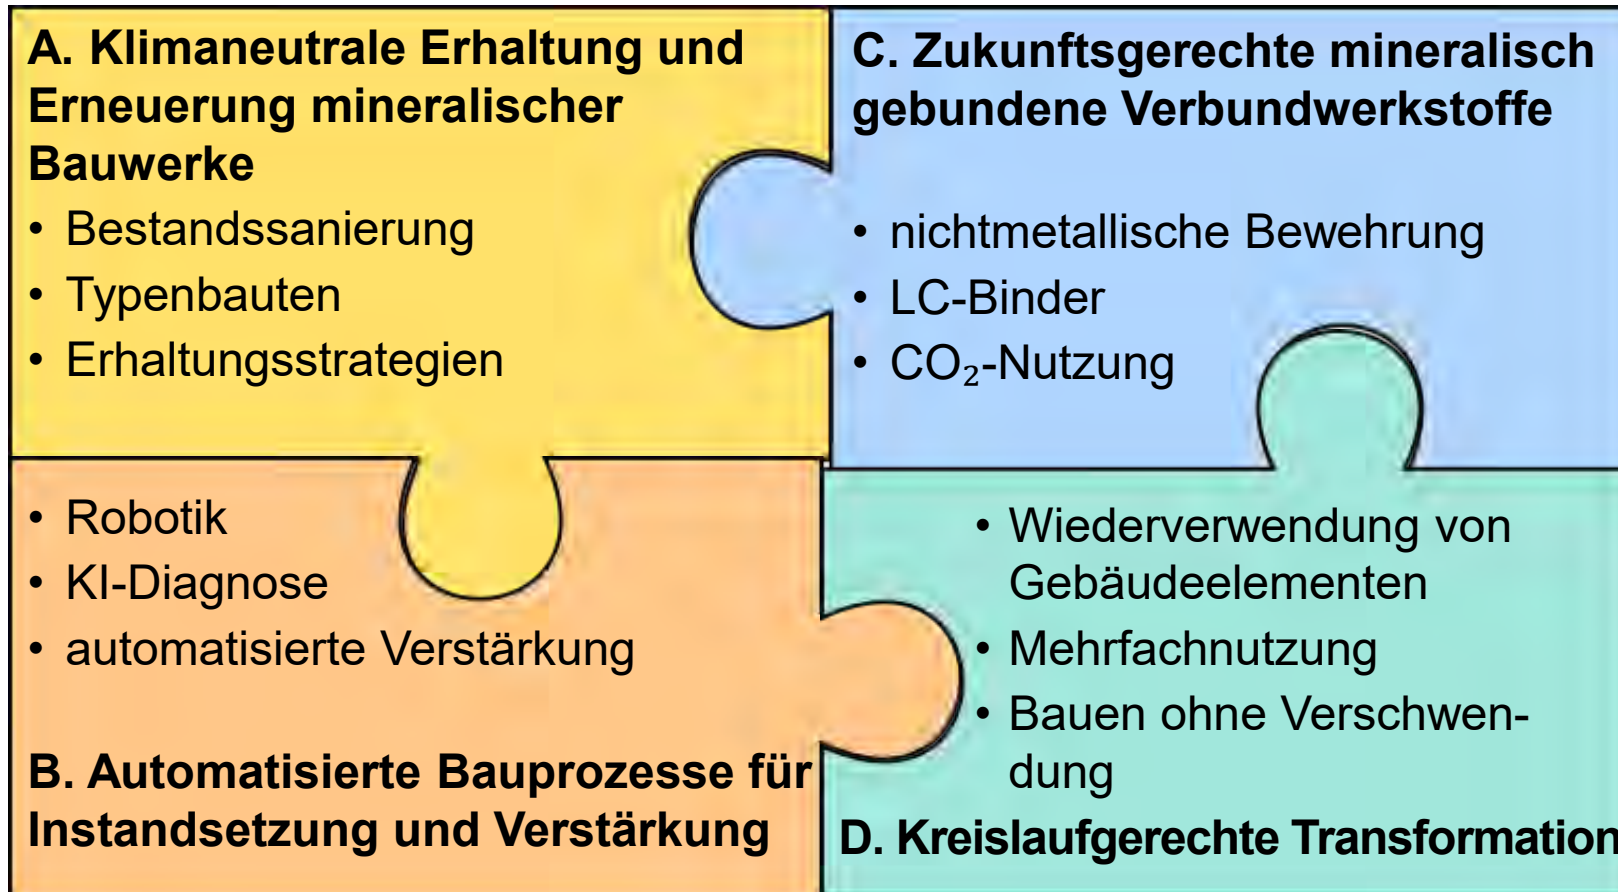 A. Klimaneutrale Erhaltung und
Erneuerung mineralischer
Bauwerke
• Bestandssanierung
• Typenbauten
• Erhaltungsstrategien
C. Zukunftsgerechte mineralisch
gebundene Verbundwerkstoffe
• nichtmetallische Bewehrung
• LC-Binder
• CO₂-Nutzung
• Robotik
• KI-Diagnose
• automatisierte Verstärkung
B. Automatisierte Bauprozesse für
Instandsetzung und Verstärkung
• Wiederverwendung von
Gebäudeelementen
• Mehrfachnutzung
• Bauen ohne Verschwen-
dung
D. Kreislaufgerechte Transformation